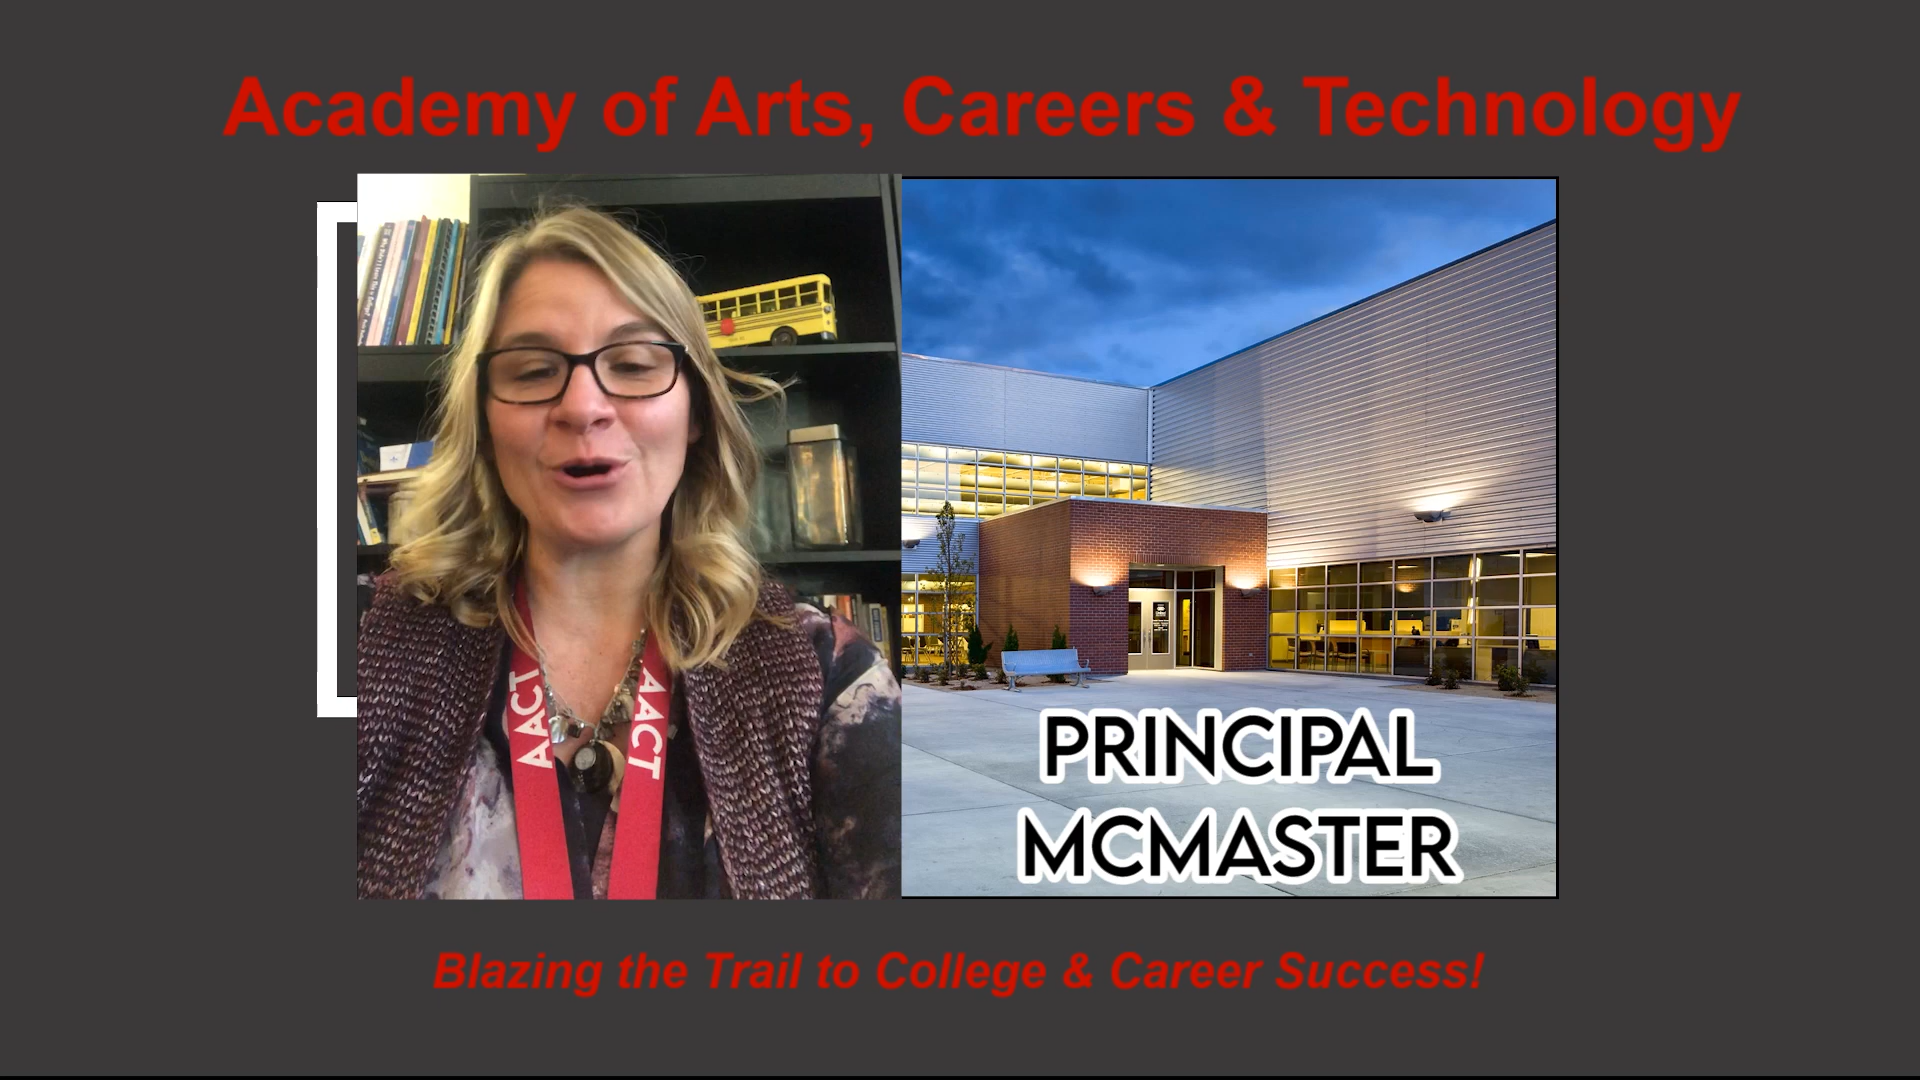 Academy of Arts, Careers & Technology
AACT
AACT
PRINCIPAL
MCMASTER
Blazing the Trail to College & Career Success!